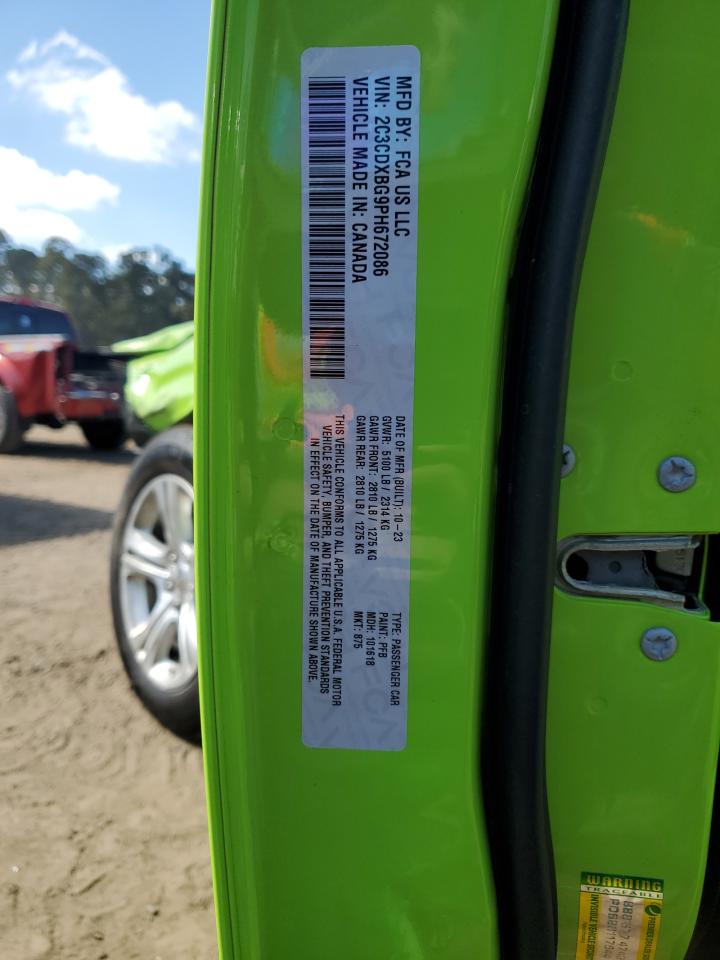 MFD BY: FCA US LLC
VIN: 2C3CDXBG9PH672086
VEHICLE MADE IN: CANADA
DATE OF MFR (BUILT): 10-23
GVWR: 5100 LB / 2314 KG
GAWR FRONT: 2810 LB / 1275 KG
GAWR REAR: 2810 LB / 1275 KG
TYPE: PASSENGER CAR
PAINT: PFB
MDH: 101618
MKT: 875
THIS VEHICLE CONFORMS TO ALL APPLICABLE U.S.A. FEDERAL MOTOR
VEHICLE SAFETY, BUMPER, AND THEFT PREVENTION STANDARDS
IN EFFECT ON THE DATE OF MANUFACTURE SHOWN ABOVE.
WARNING
TRACEABLE